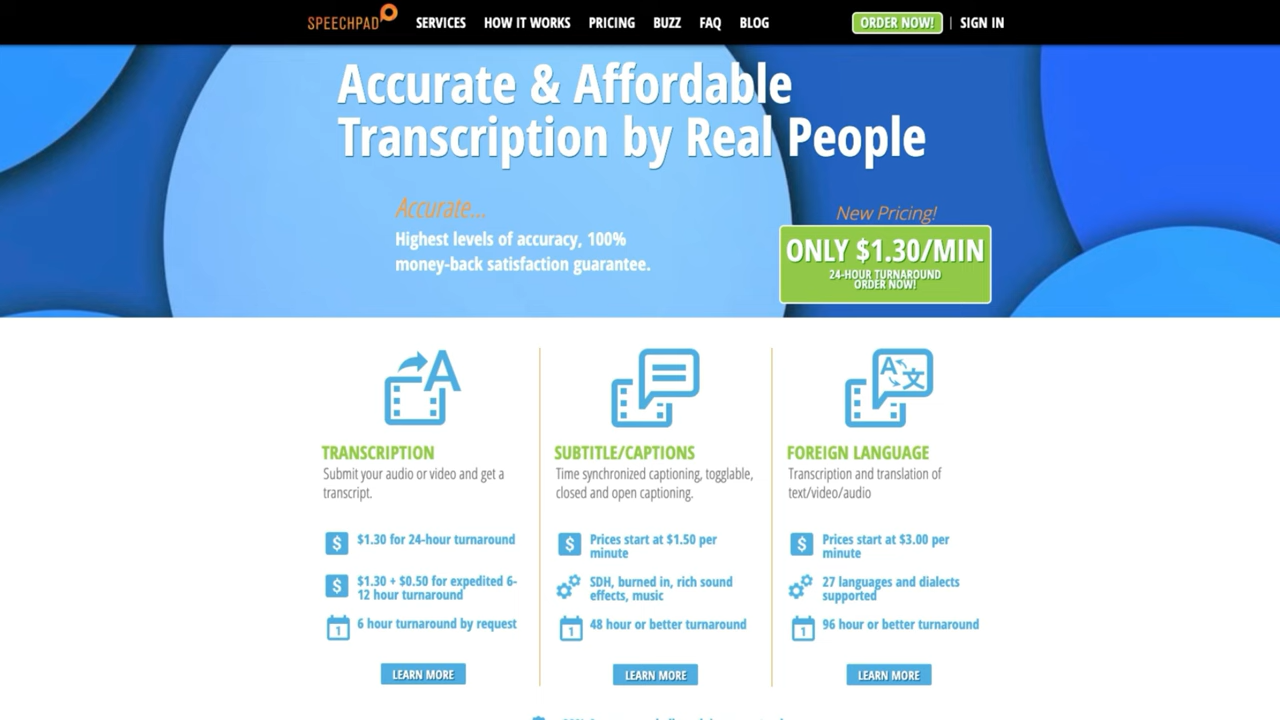 SPEECHPAD
SERVICES HOW IT WORKS PRICING BUZZ FAQ BLOG
ORDER NOW! | SIGN IN
Accurate & Affordable
Transcription by Real People
Accurate...
Highest levels of accuracy, 100%
money-back satisfaction guarantee.
New Pricing!
ONLY $1.30/MIN
24-HOUR TURNAROUND
ORDER NOW!
TRANSCRIPTION
Submit your audio or video and get a
transcript.
$1.30 for 24-hour turnaround
$1.30 + $0.50 for expedited 6-
12 hour turnaround
6 hour turnaround by request
LEARN MORE
SUBTITLE/CAPTIONS
Time synchronized captioning, togglable,
closed and open captioning.
Prices start at $1.50 per
minute
SDH, burned in, rich sound
effects, music
48 hour or better turnaround
LEARN MORE
FOREIGN LANGUAGE
Transcription and translation of
text/video/audio
Prices start at $3.00 per
minute
27 languages and dialects
supported
96 hour or better turnaround
LEARN MORE